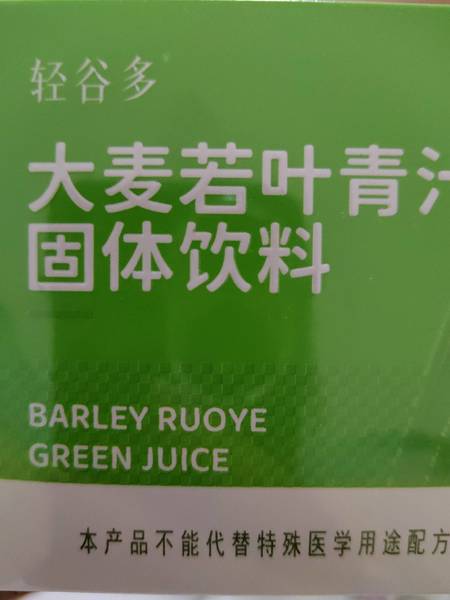 轻谷多
大麦若叶青汁
固体饮料
BARLEY RUOYE
GREEN JUICE
本产品不能代替特殊医学用途配方